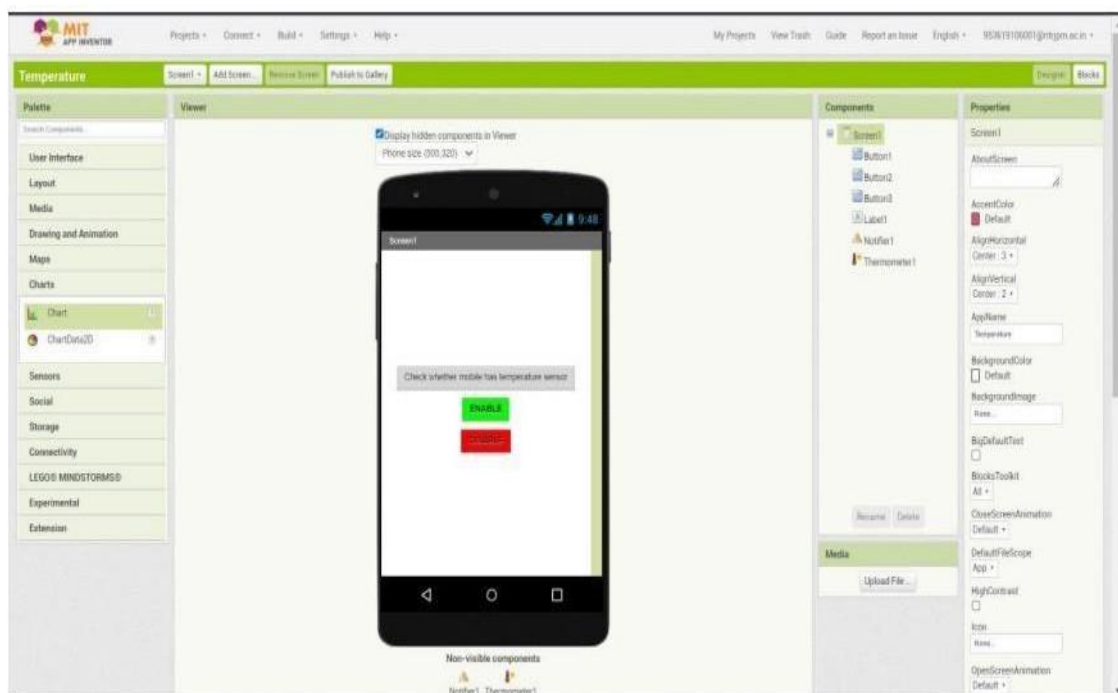 MIT
APP INVENTOR
Projects Connect Build Settings Help My Projects View Trash Guide Report an Issue English
Temperature Screen1 Add Screen... Remove Screen Publish to Gallery Designer Blocks
Palette
Search Components...
User Interface
Layout
Media
Drawing and Animation
Maps
Charts
Chart
ChartData2D
Sensors
Social
Storage
Connectivity
LEGO® MINDSTORMS®
Experimental
Extension
Viewer
Display hidden components in Viewer
Phone size (505,320)
9:48
Screen1
Check whether mobile has temperature sensor
ENABLE
Non-visible components
Notifier1 Thermometer1
Components
Screen1
Button1
Button2
Button3
Label1
Notifier1
Thermometer1
Rename Delete
Media
Upload File ...
Properties
Screen1
AboutScreen
AccentColor
Default
AlignHorizontal
Center : 3
AlignVertical
Center : 2
AppName
Temperature
BackgroundColor
Default
BackgroundImage
None...
BigDefaultText
BlocksToolkit
All
CloseScreenAnimation
Default
DefaultFileScope
App
HighContrast
Icon
None...
OpenScreenAnimation
Default